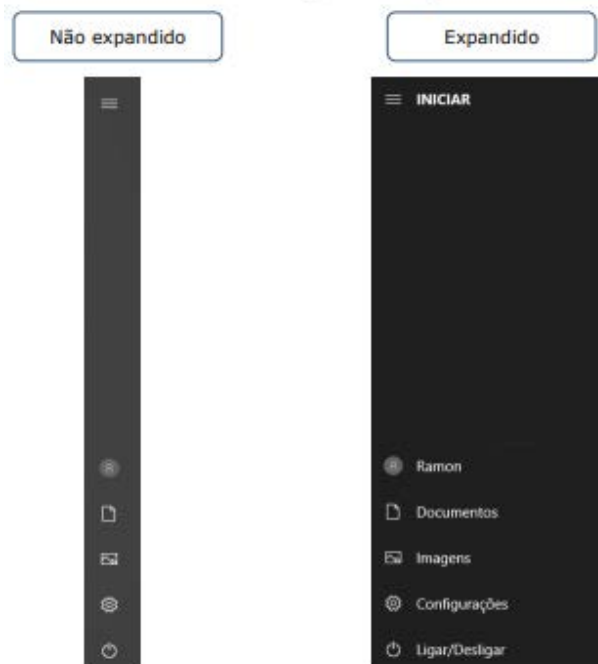 Não expandido
Expandido
INICIAR
Ramon
Documentos
Imagens
Configurações
Ligar/Desligar